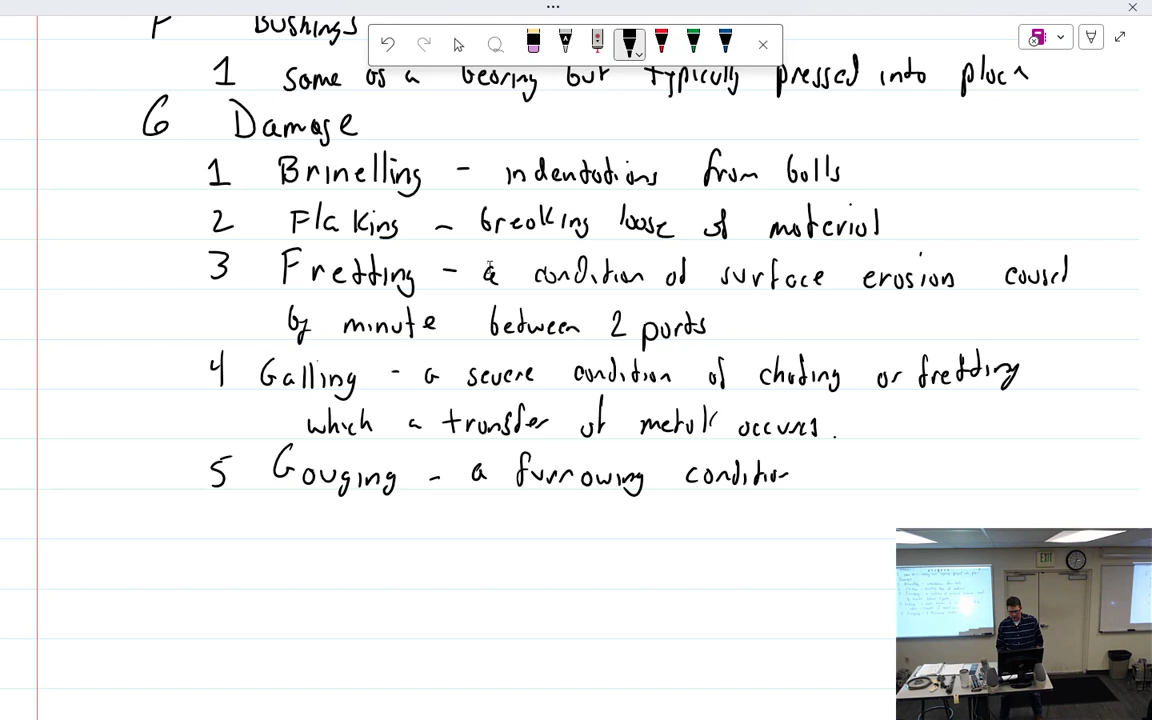 F Bushings
1 same as a bearing but typically pressed into place
G Damage
1 Brinelling - indentations from balls
2 Flaking - breaking loose of material
3 Fretting - a condition of surface erosion caused
by minute between 2 parts
4 Galling - a severe condition of chafing or fretting
which a transfer of metal occurs.
5 Gouging - a furrowing condition
EXIT